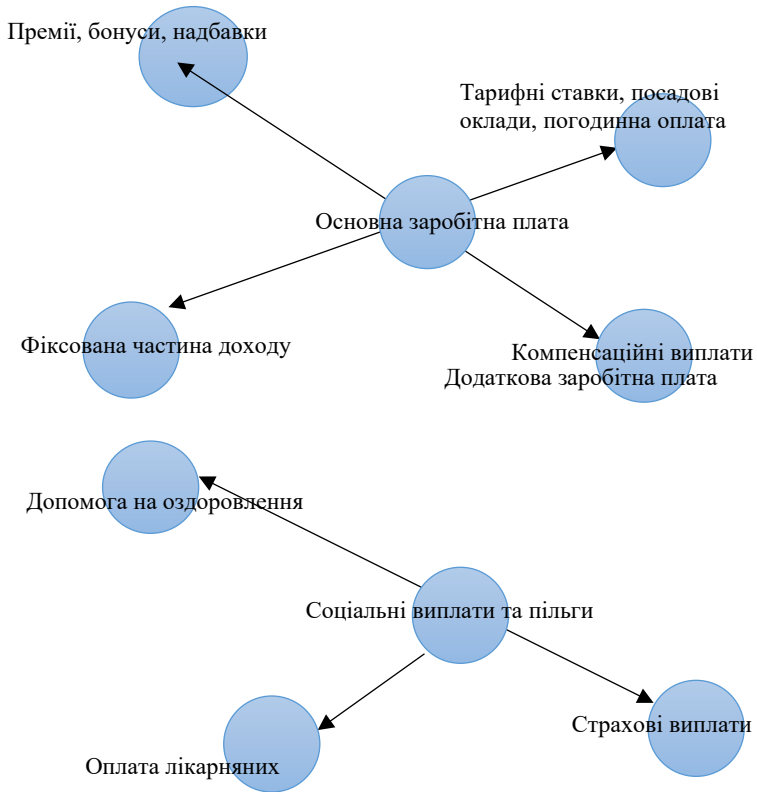 Премії, бонуси, надбавки
Тарифні ставки, посадові
оклади, погодинна оплата
Основна заробітна плата
Фіксована частина доходу
Компенсаційні виплати
Додаткова заробітна плата
Допомога на оздоровлення
Соціальні виплати та пільги
Страхові виплати
Оплата лікарняних